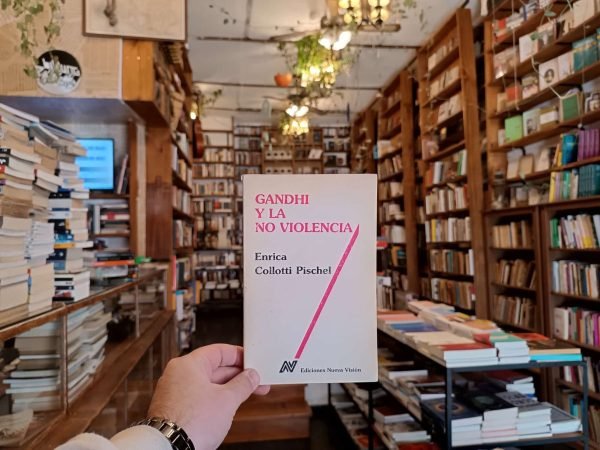 GANDHI
Y LA
NO VIOLENCIA
Enrica
Collotti Pischel
Ediciones Nueva Visión